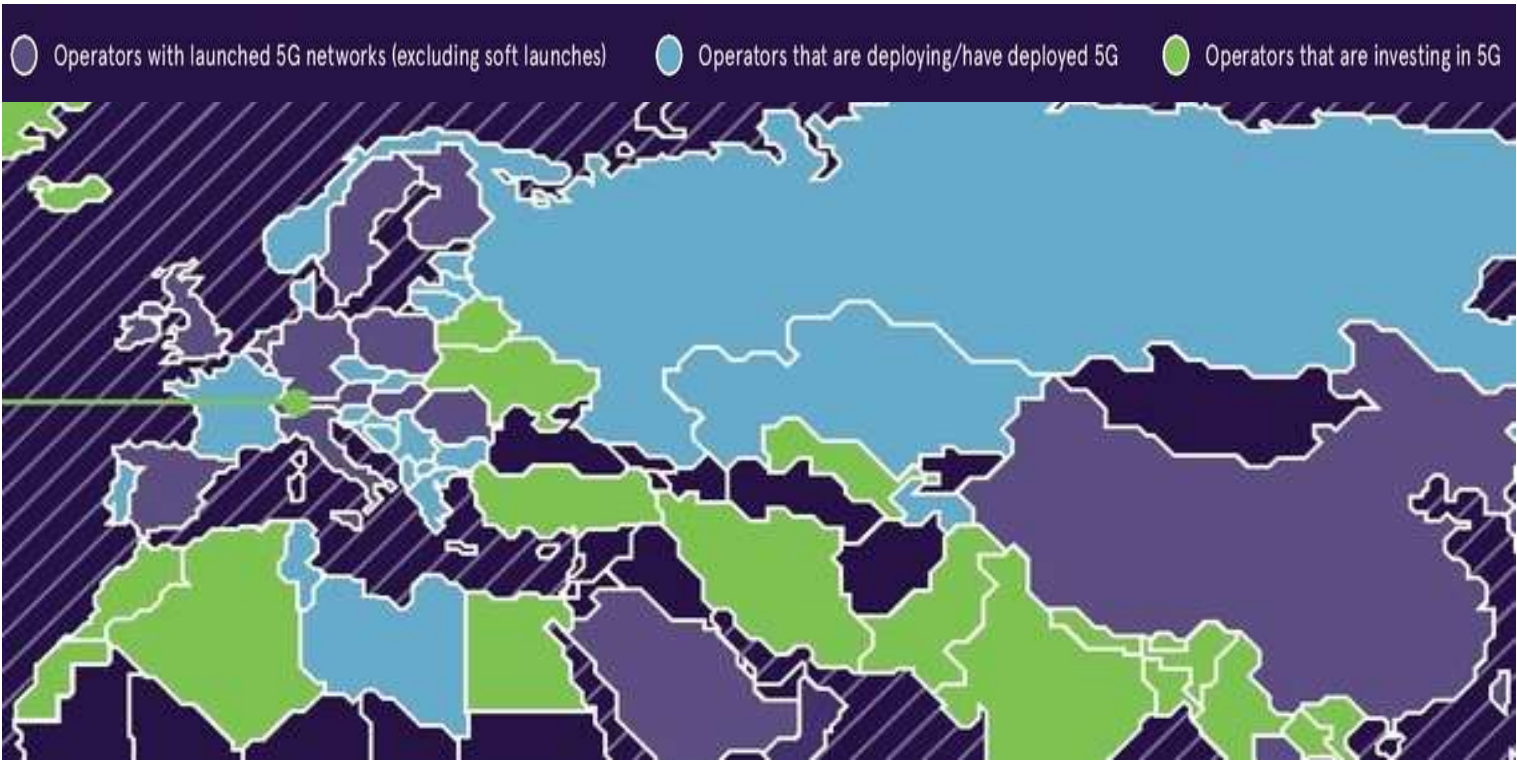 Operators with launched 5G networks (excluding soft launches)
Operators that are deploying/have deployed 5G
Operators that are investing in 5G